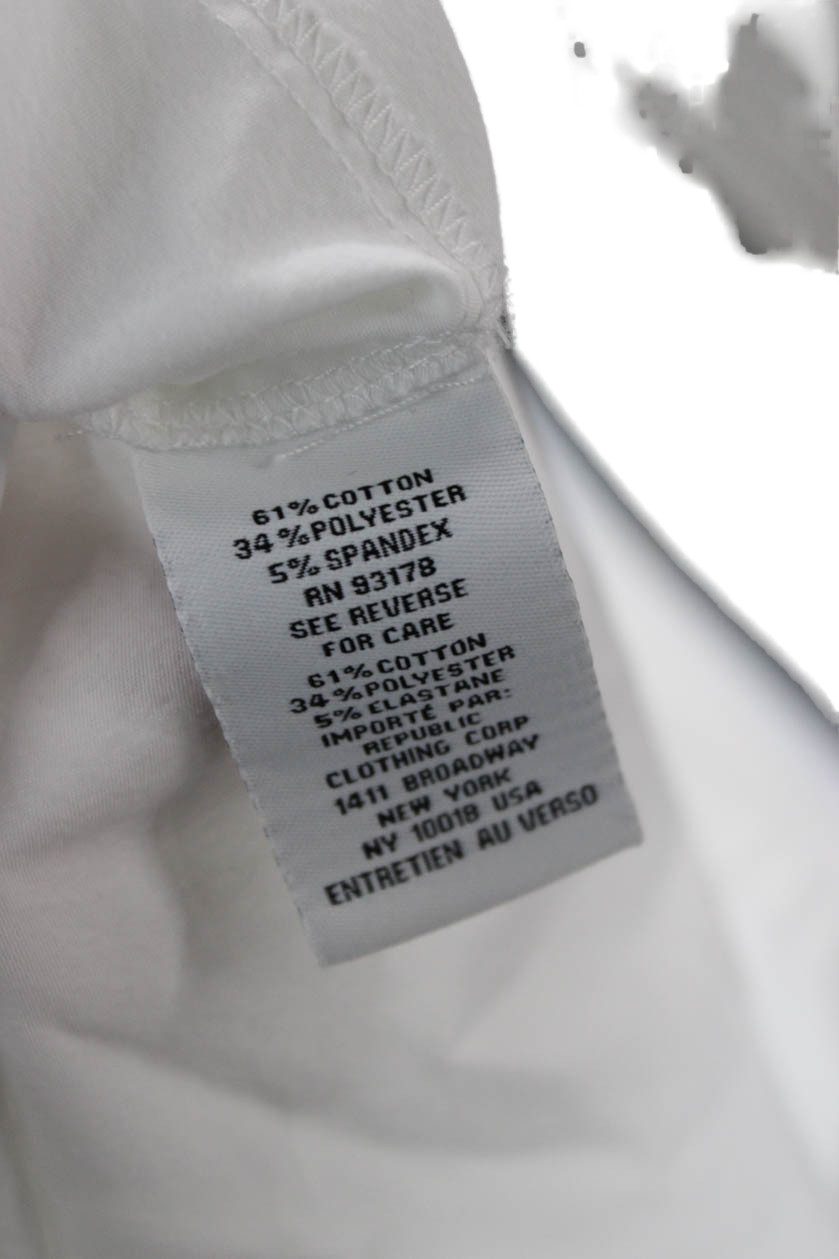 61% COTTON
34% POLYESTER
5% SPANDEX
RN 93178
SEE REVERSE
FOR CARE
61% COTTON
34% POLYESTER
5% ELASTANE
IMPORTÉ PAR:
REPUBLIC
CLOTHING CORP
1411 BROADWAY
NEW YORK
NY 10018 USA
ENTRETIEN AU VERSO